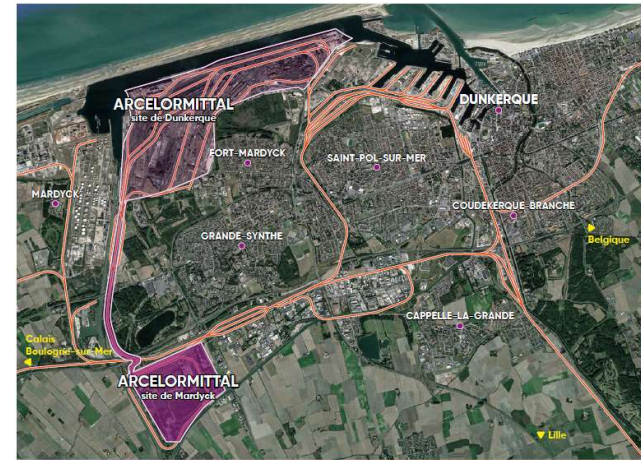 ARCELORMITTAL
site de Dunkerque
DUNKERQUE
FORT-MARDYCK
SAINT-POL-SUR-MER
MARDYCK
COUDEKERQUE-BRANCHE
GRANDE-SYNTHE
Belgique
CAPPELLE-LA-GRANDE
Calais
Boulogne-sur-Mer
ARCELORMITTAL
site de Mardyck
Lille